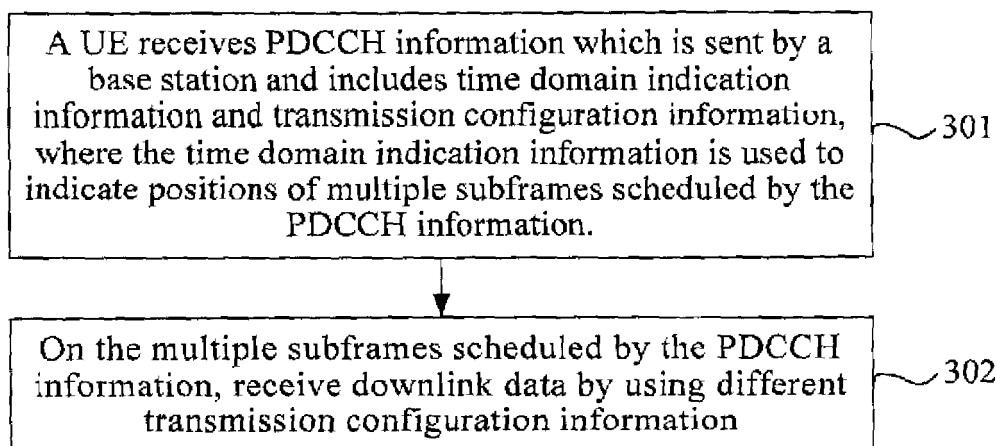 A UE receives PDCCH information which is sent by a
base station and includes time domain indication
information and transmission configuration information,
where the time domain indication information is used to
indicate positions of multiple subframes scheduled by the
PDCCH information.
301
On the multiple subframes scheduled by the PDCCH
information, receive downlink data by using different
transmission configuration information
302